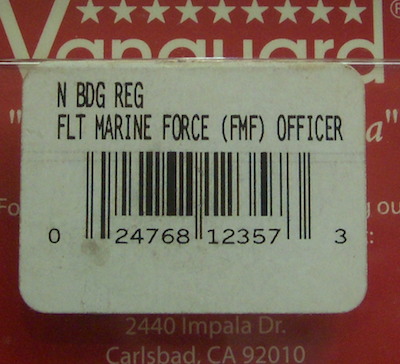 Vanguard®
N BDG REG
FLT MARINE FORCE (FMF) OFFICER
0 24768 12357 3
2440 Impala Dr.
Carlsbad, CA 92010